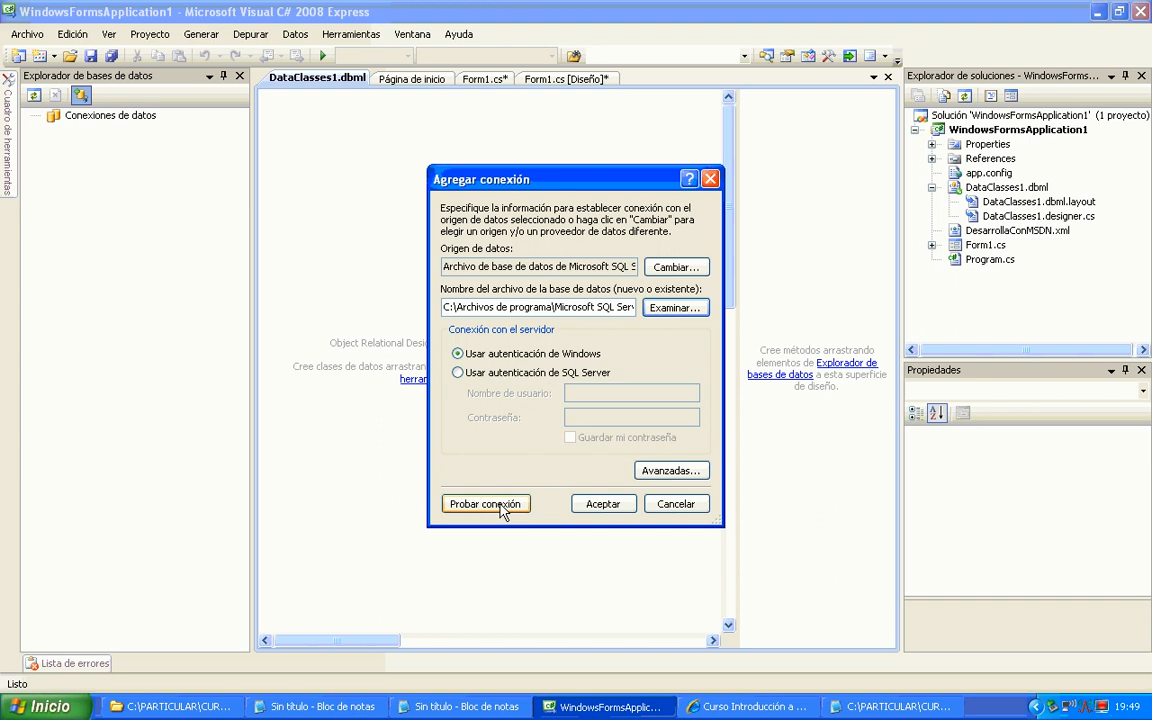 WindowsFormsApplication1 - Microsoft Visual C# 2008 Express
Archivo Edición Ver Proyecto Generar Depurar Datos Herramientas Ventana Ayuda
Explorador de bases de datos
Conexiones de datos
Cuadro de herramientas
DataClasses1.dbml Página de inicio Form1.cs* Form1.cs [Diseño]*
Object Relational Desi
Cree clases de datos arrastran
herran
Agregar conexión
Especifique la información para establecer conexión con el
origen de datos seleccionado o haga clic en "Cambiar" para
elegir un origen y/o un proveedor de datos diferente.
Origen de datos:
Archivo de base de datos de Microsoft SQL S Cambiar...
Nombre del archivo de la base de datos (nuevo o existente):
C:\Archivos de programa\Microsoft SQL Serv Examinar...
Conexión con el servidor
Usar autenticación de Windows
Usar autenticación de SQL Server
Nombre de usuario:
Contraseña:
Guardar mi contraseña
Avanzadas...
Probar conexión Aceptar Cancelar
Cree métodos arrastrando
elementos de Explorador de
bases de datos a esta superficie
de diseño.
Explorador de soluciones - WindowsForms...
Solución 'WindowsFormsApplication1' (1 proyecto)
WindowsFormsApplication1
Properties
References
app.config
DataClasses1.dbml
DataClasses1.dbml.layout
DataClasses1.designer.cs
DesarrollaConMSDN.xml
Form1.cs
Program.cs
Propiedades
Lista de errores
Listo
Inicio C:\PARTICULAR\CUR... Sin título - Bloc de notas Sin título - Bloc de notas WindowsFormsApplic... Curso Introducción a ... C:\PARTICULAR\CUR... 19:49